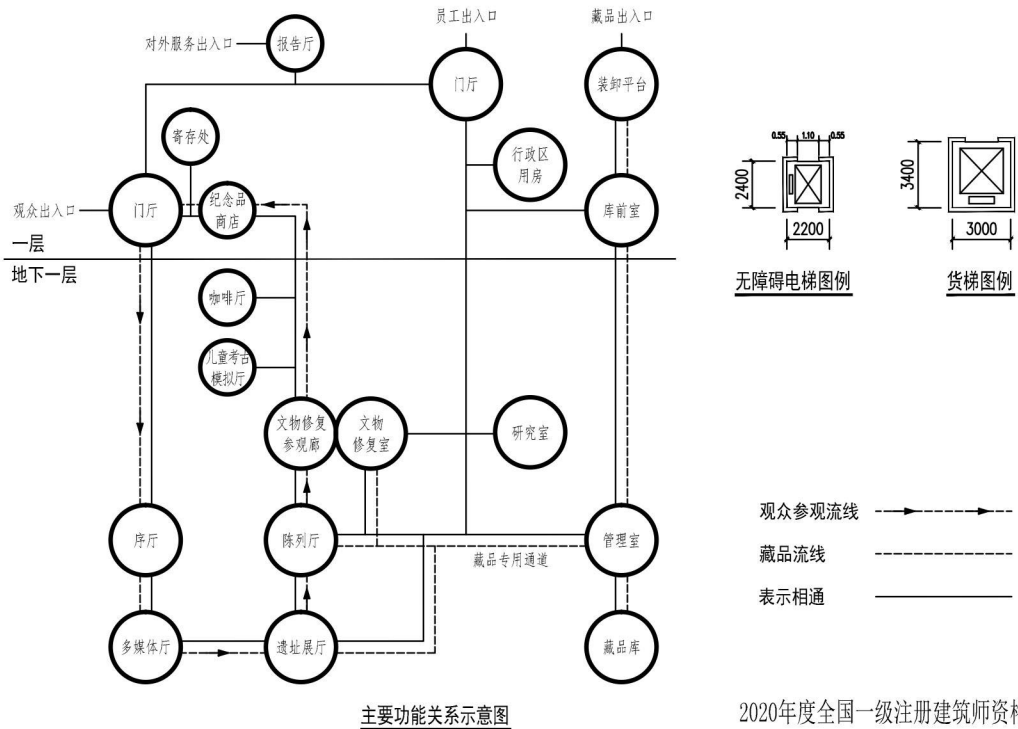 员工出入口
藏品出入口
对外服务出入口
报告厅
门厅
装卸平台
寄存处
行政区
用房
观众出入口
门厅
纪念品
商店
库前室
一层
地下一层
咖啡厅
儿童考古
模拟厅
文物修复
参观廊
文物
修复室
研究室
序厅
陈列厅
管理室
藏品专用通道
多媒体厅
遗址展厅
藏品库
主要功能关系示意图
0.55 1.10 0.55
2400
2200
无障碍电梯图例
3400
3000
货梯图例
观众参观流线
藏品流线
表示相通
2020年度全国一级注册建筑师资